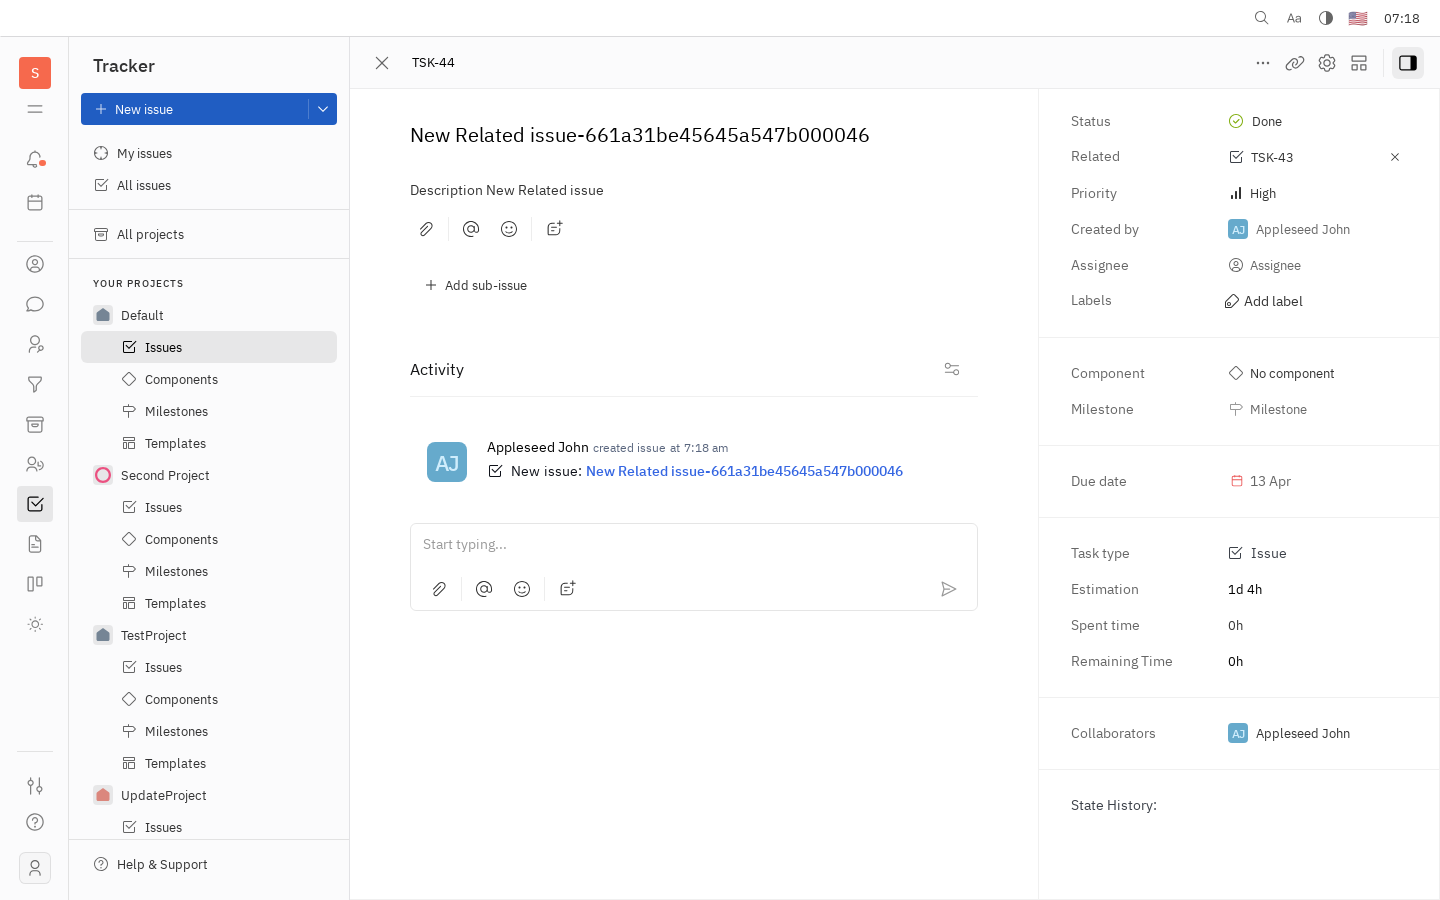 Aa
07:18
S
Tracker
New issue
My issues
All issues
All projects
YOUR PROJECTS
Default
Issues
Components
Milestones
Templates
Second Project
Issues
Components
Milestones
Templates
TestProject
Issues
Components
Milestones
Templates
UpdateProject
Issues
Help & Support
TSK-44
New Related issue-661a31be45645a547b000046
Description New Related issue
Add sub-issue
Activity
AJ
Appleseed John created issue at 7:18 am
New issue: New Related issue-661a31be45645a547b000046
Start typing...
Status Done
Related TSK-43
Priority High
Created by AJ Appleseed John
Assignee Assignee
Labels Add label
Component No component
Milestone Milestone
Due date 13 Apr
Task type Issue
Estimation 1d 4h
Spent time 0h
Remaining Time 0h
Collaborators AJ Appleseed John
State History: